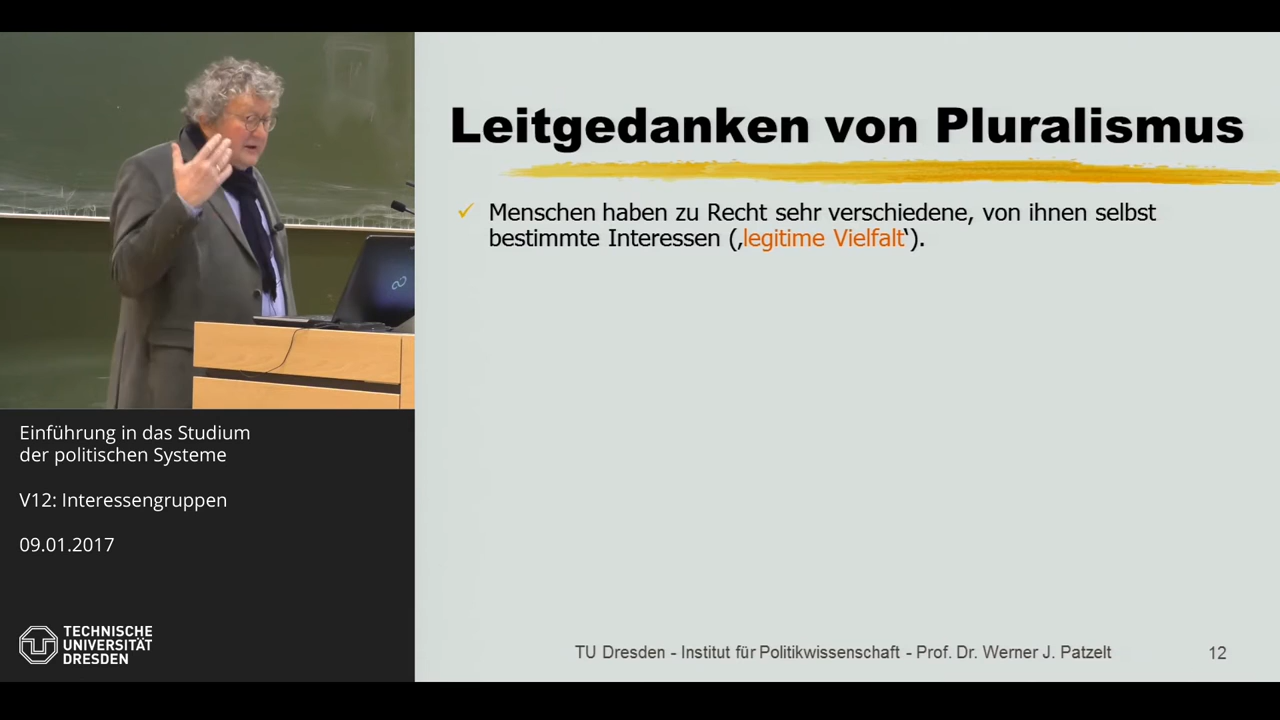 Leitgedanken von Pluralismus
✓ Menschen haben zu Recht sehr verschiedene, von ihnen selbst
bestimmte Interessen (‚legitime Vielfalt‛).
Einführung in das Studium
der politischen Systeme
V12: Interessengruppen
09.01.2017
TECHNISCHE
UNIVERSITÄT
DRESDEN
TU Dresden - Institut für Politikwissenschaft - Prof. Dr. Werner J. Patzelt
12